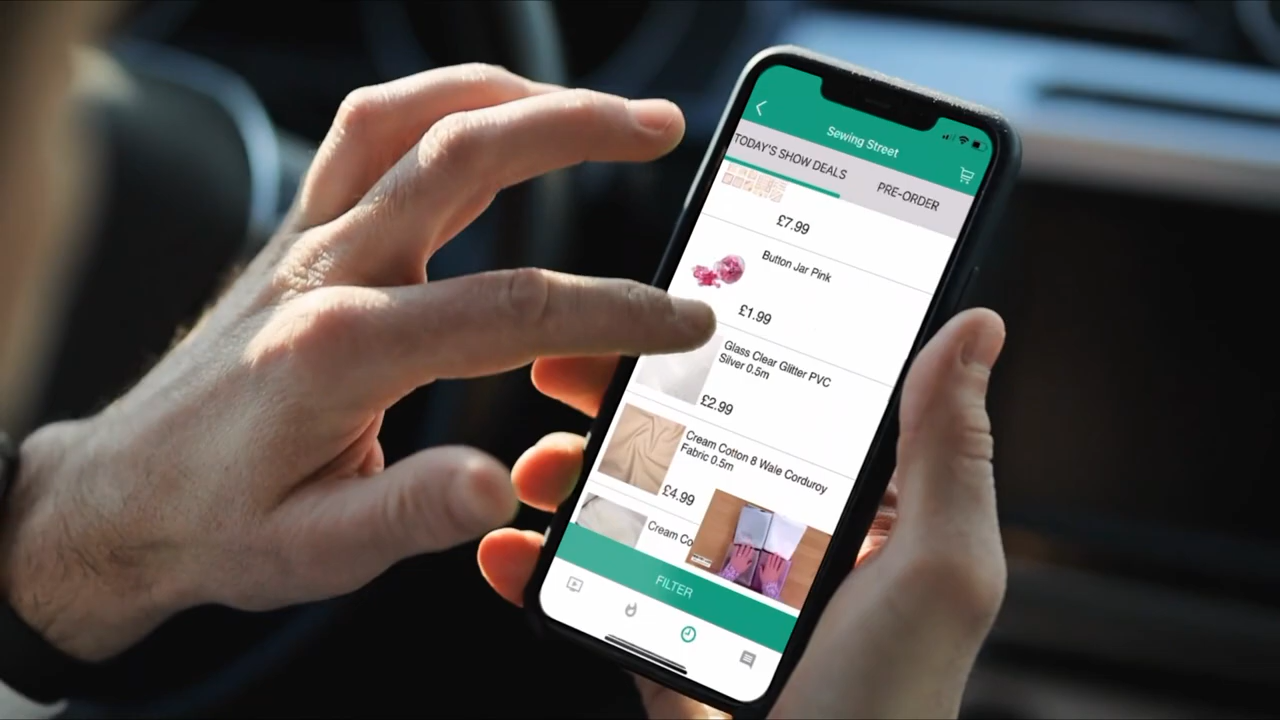 Sewing Street
TODAY'S SHOW DEALS
PRE-ORDER
£7.99
Button Jar Pink
£1.99
Glass Clear Glitter PVC
Silver 0.5m
£2.99
Cream Cotton 8 Wale Corduroy
Fabric 0.5m
£4.99
Cream Co
FILTER